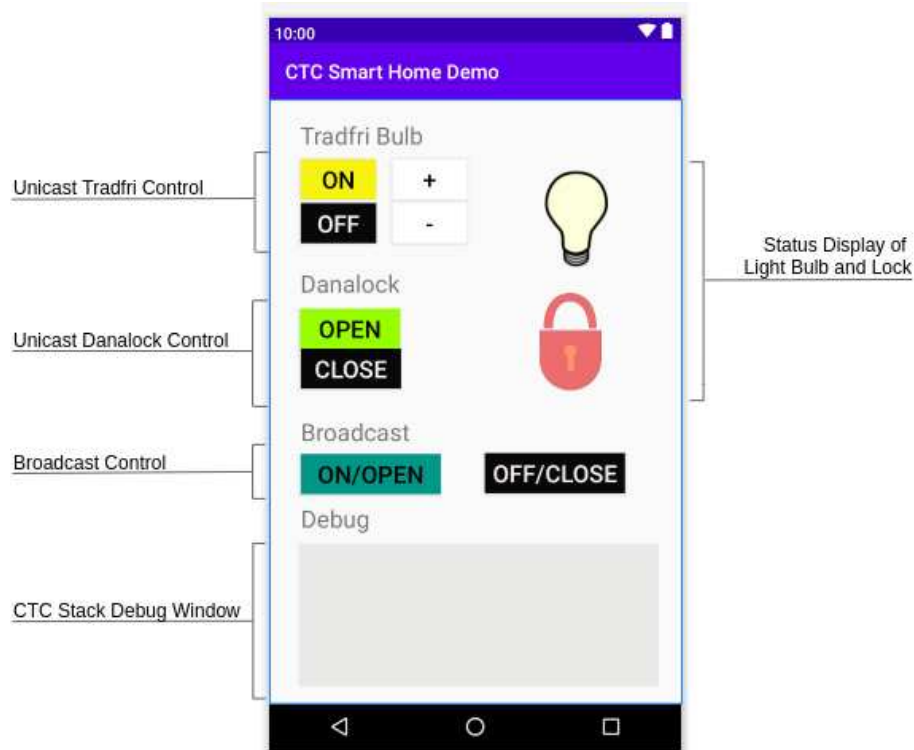 10:00
CTC Smart Home Demo
Tradfri Bulb
ON
+
OFF
-
Unicast Tradfri Control
Status Display of
Light Bulb and Lock
Danalock
OPEN
CLOSE
Unicast Danalock Control
Broadcast
ON/OPEN
OFF/CLOSE
Broadcast Control
Debug
CTC Stack Debug Window